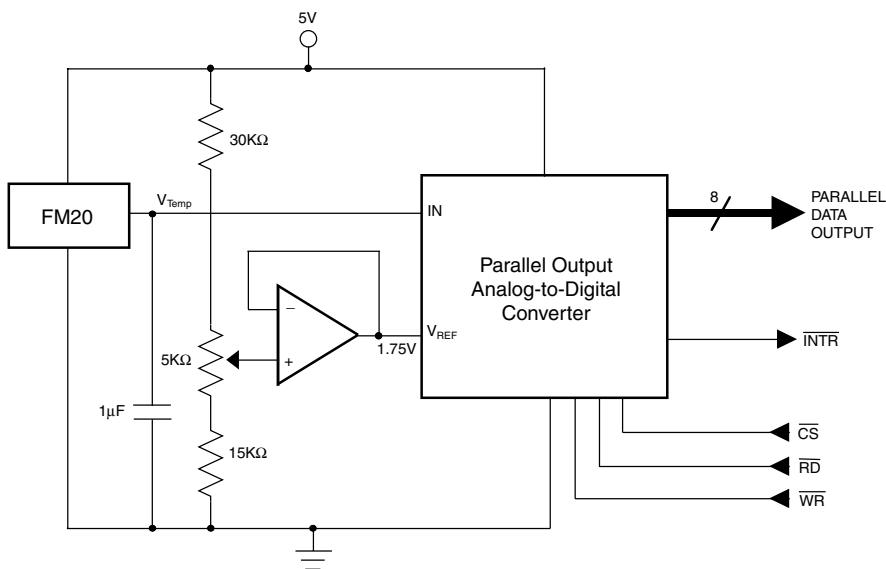 5V
30KΩ
FM20
VTemp
IN
8
PARALLEL
DATA
OUTPUT
Parallel Output
Analog-to-Digital
Converter
−
VREF
1.75V
INTR
5KΩ
+
1µF
15KΩ
CS
RD
WR